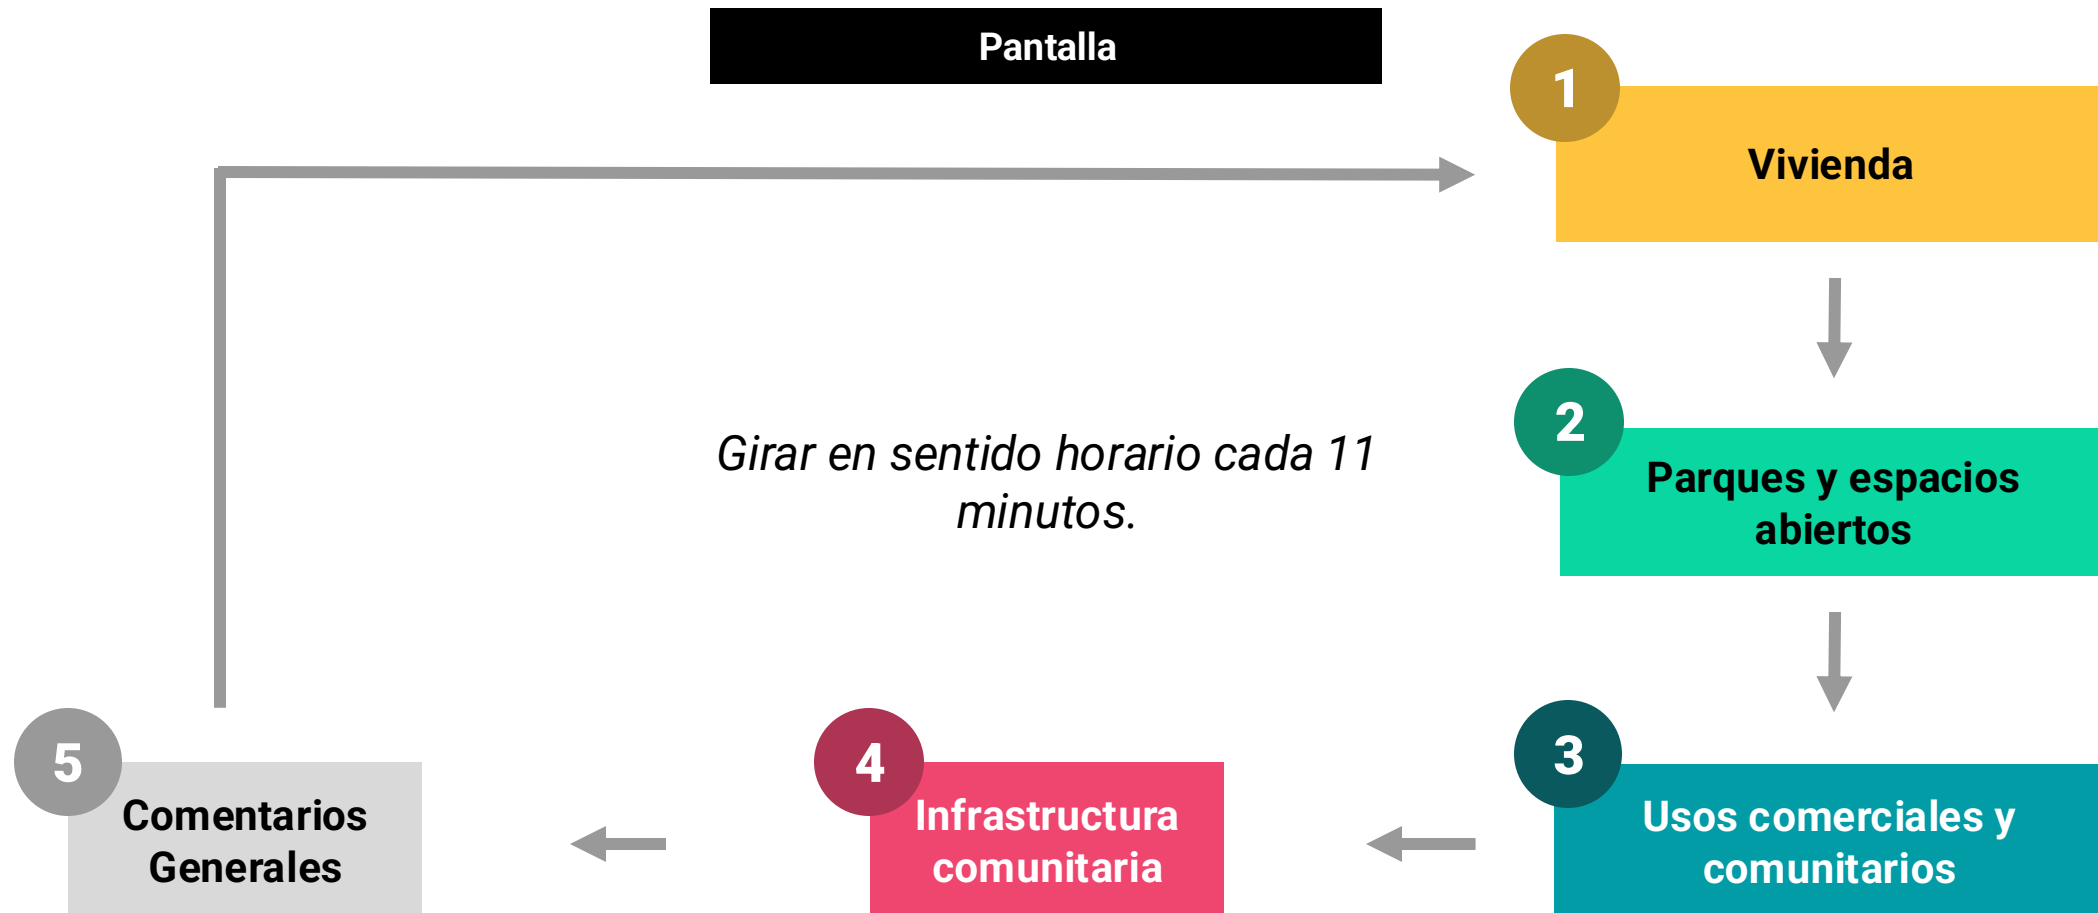 Pantalla
1
Vivienda
2
Parques y espacios
abiertos
Girar en sentido horario cada 11
minutos.
3
Usos comerciales y
comunitarios
4
Infrastructura
comunitaria
5
Comentarios
Generales